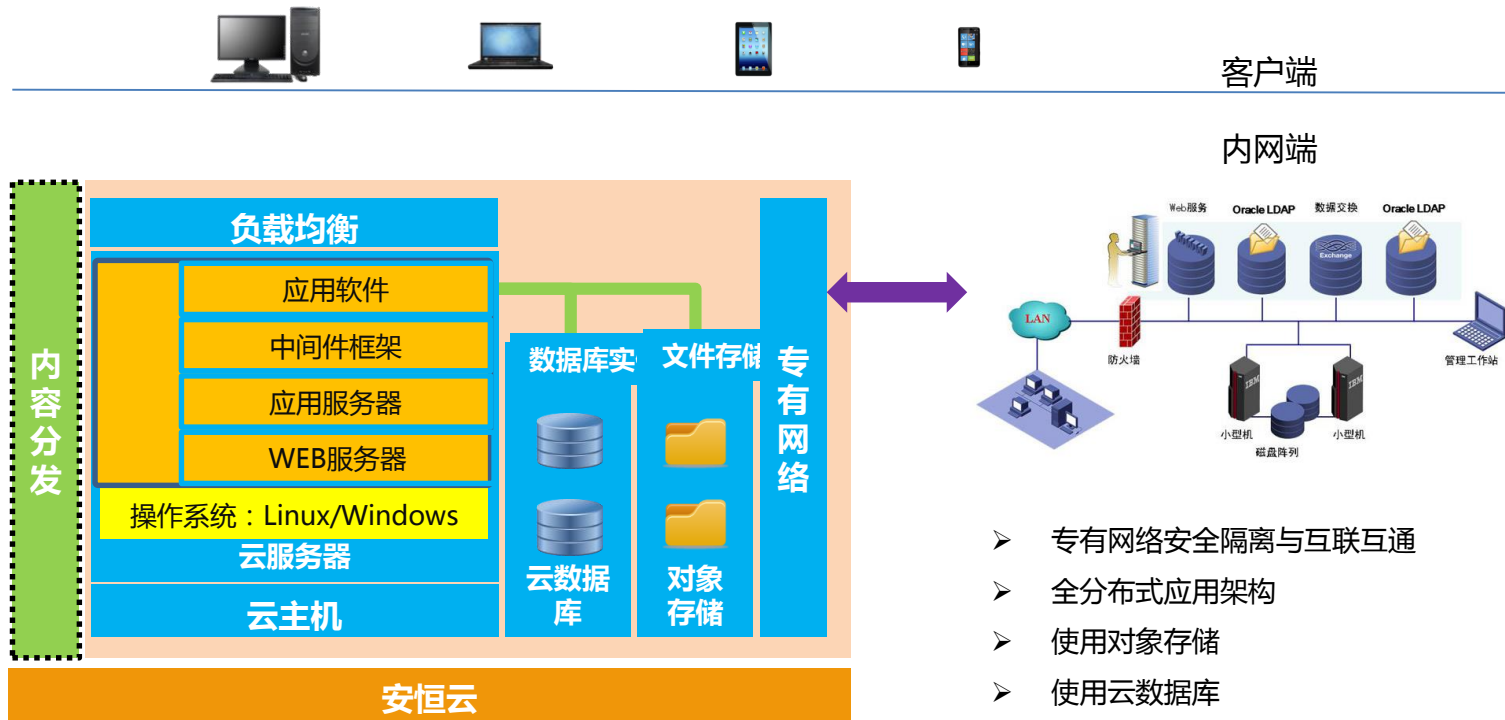 客户端
内网端
内容分发
负载均衡
应用软件
中间件框架
应用服务器
WEB服务器
操作系统：Linux/Windows
云服务器
云主机
数据库实
云数据
库
文件存储
对象
存储
专有网络
安恒云
Web服务
Oracle LDAP
数据交换
Oracle LDAP
Exchange
LAN
防火墙
管理工作站
IBM
IBM
小型机
小型机
磁盘阵列
➢ 专有网络安全隔离与互联互通
➢ 全分布式应用架构
➢ 使用对象存储
➢ 使用云数据库